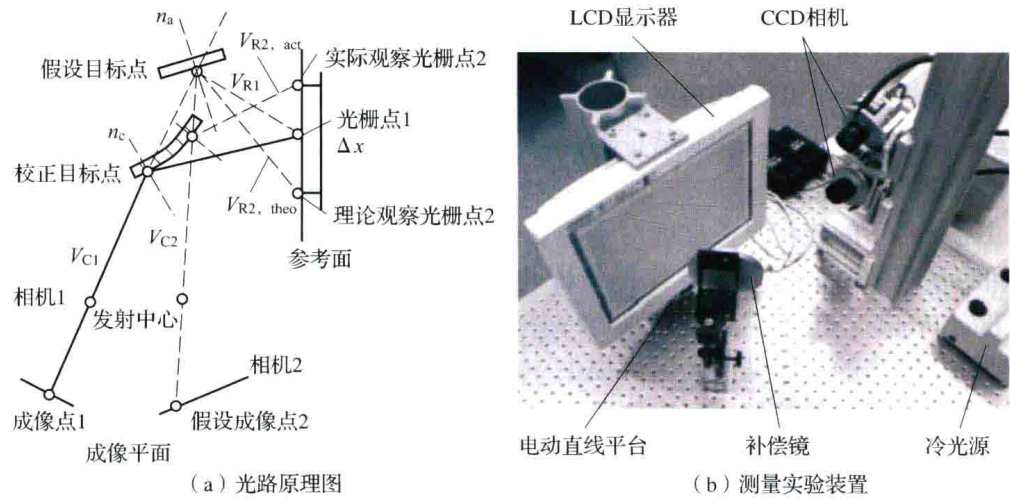 nₐ
假设目标点
V_R2, act
实际观察光栅点2
V_R1
光栅点1
Δx
n_c
校正目标点
V_R2, theo
理论观察光栅点2
参考面
V_C2
V_C1
相机1
发射中心
相机2
成像点1
假设成像点2
成像平面
(a)光路原理图
LCD显示器
CCD相机
电动直线平台
补偿镜
冷光源
(b)测量实验装置